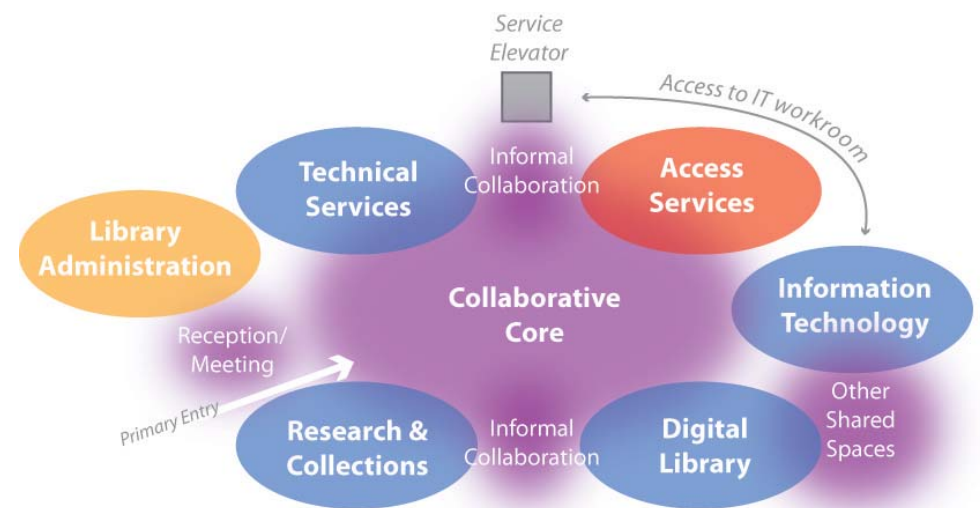 Service
Elevator
Access to IT workroom
Informal
Collaboration
Technical
Services
Access
Services
Library
Administration
Collaborative
Core
Information
Technology
Reception/
Meeting
Primary Entry
Research &
Collections
Informal
Collaboration
Digital
Library
Other
Shared
Spaces